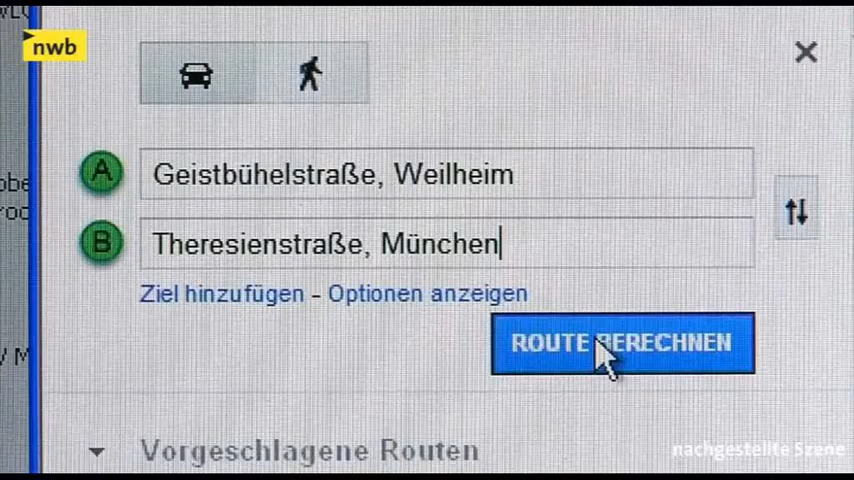 nwb
A
Geistbühelstraße, Weilheim
B
Theresienstraße, München
Ziel hinzufügen - Optionen anzeigen
ROUTE BERECHNEN
Vorgeschlagene Routen
nachgestellte Szene